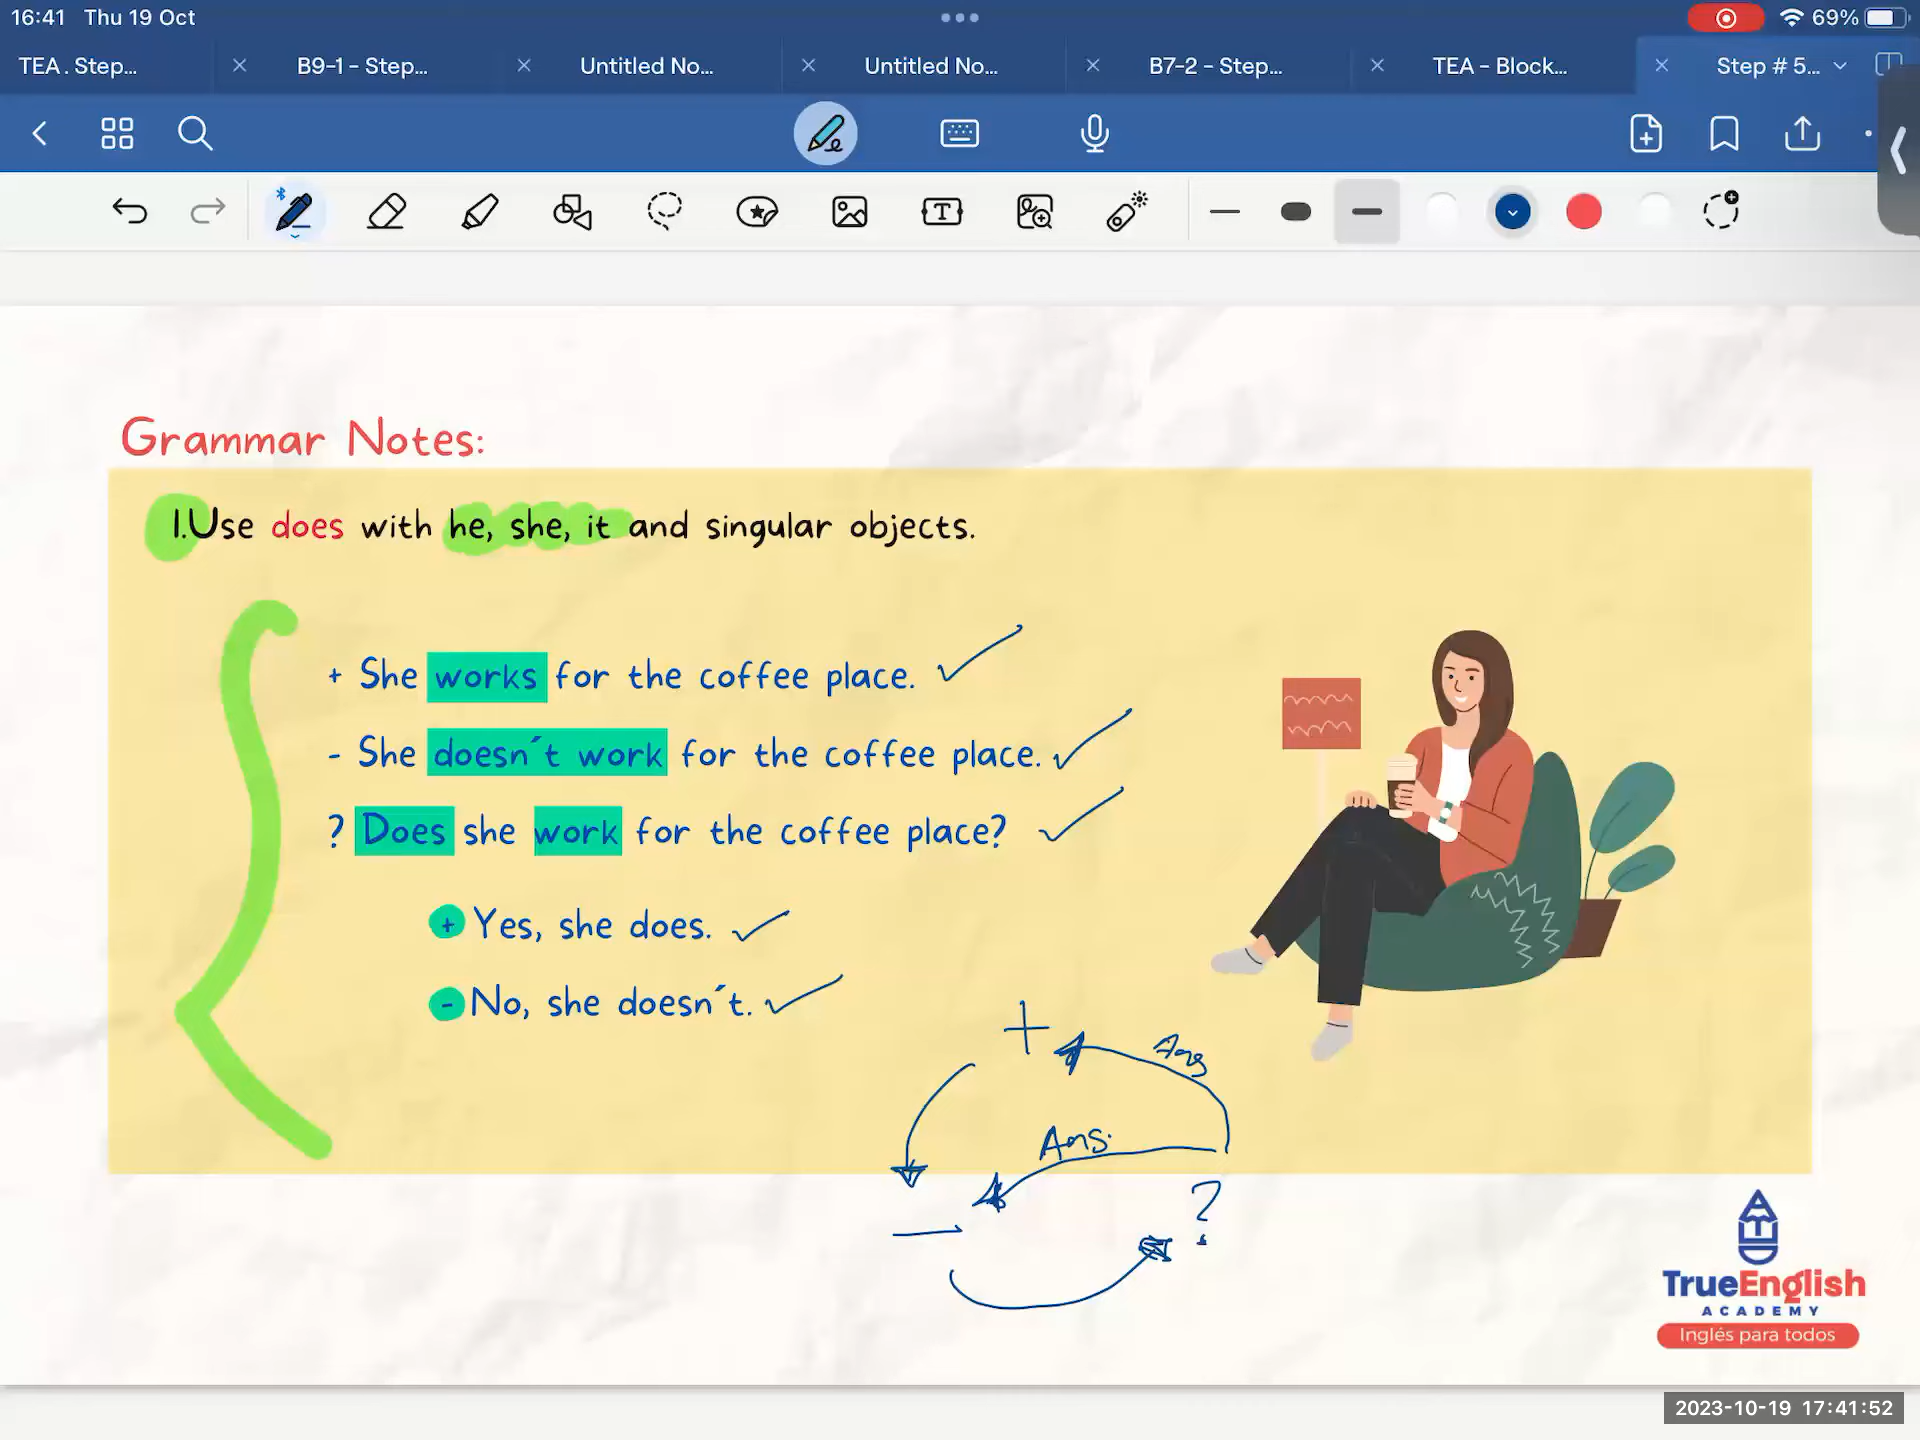 16:41 Thu 19 Oct
69%
TEA. Step...
B9-1 - Step...
Untitled No...
Untitled No...
B7-2 - Step...
TEA - Block...
Step # 5...
Grammar Notes:
1.Use does with he, she, it and singular objects.
+ She works for the coffee place.
- She doesn´t work for the coffee place.
? Does she work for the coffee place?
+ Yes, she does.
- No, she doesn´t.
+
Ans
Ans.
— ?
TrueEnglish
ACADEMY
Inglés para todos
2023-10-19 17:41:52